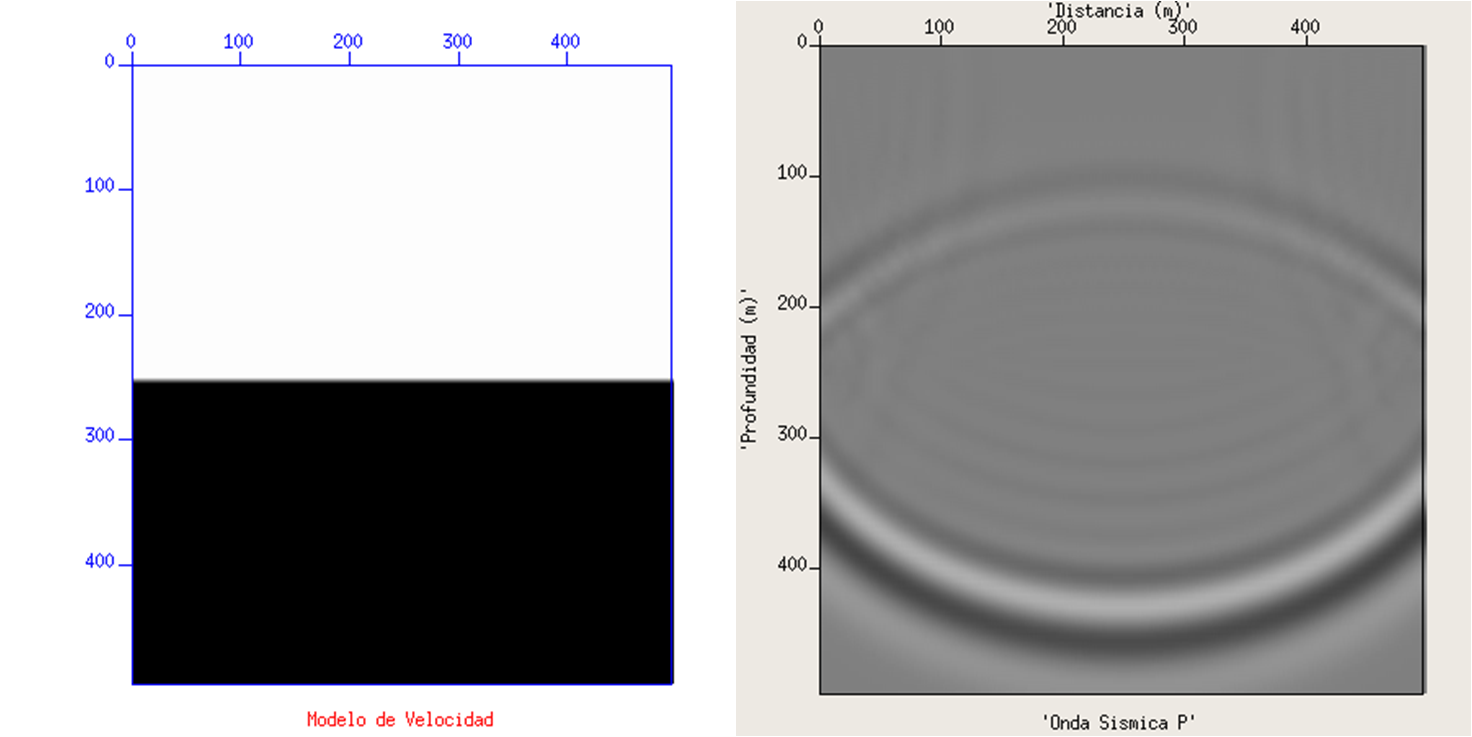 0 100 200 300 400
0
100
200
300
400
Modelo de Velocidad
'Distancia (m)'
0 100 200 300 400
0
100
200
300
400
'Profundidad (m)'
'Onda Sismica P'